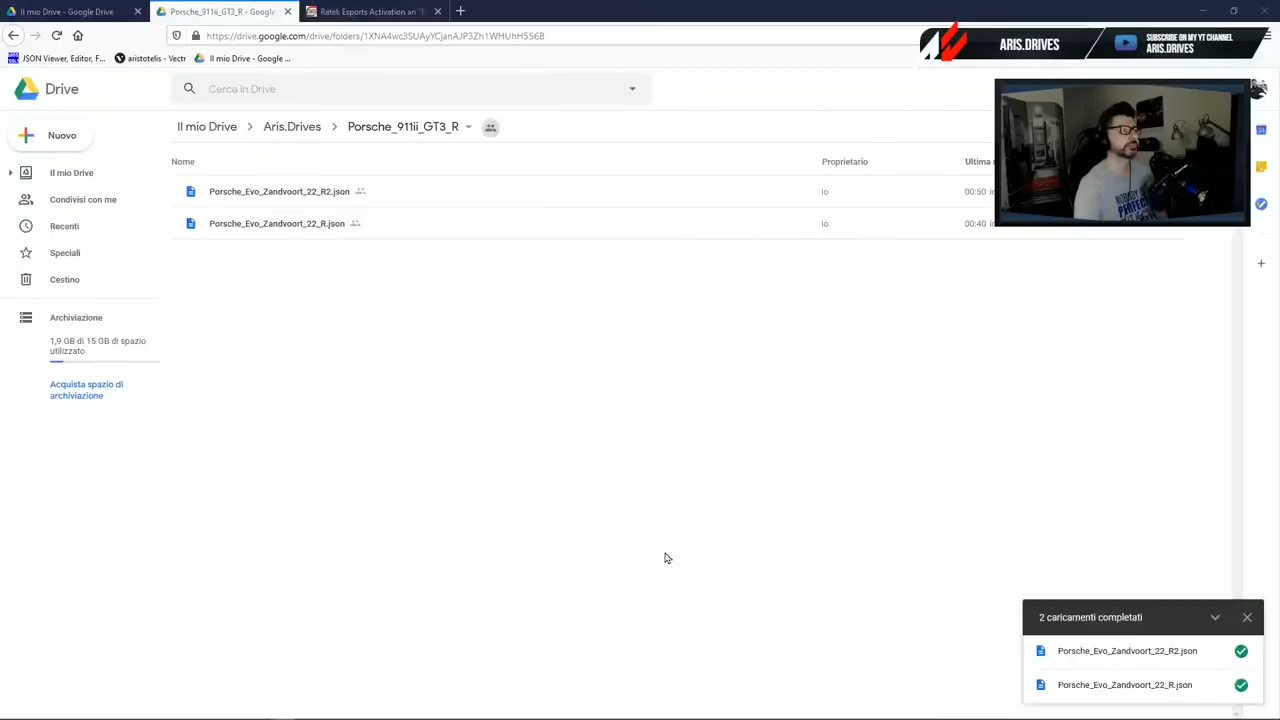 Il mio Drive - Google Drive
Porsche_911ii_GT3_R - Google
Esports Activation an "E
https://drive.google.com/drive/folders/
JSON Viewer, Editor, F...
aristotelis - Vectr
Il mio Drive - Google ...
ARIS.DRIVES
SUBSCRIBE ON MY YT CHANNEL
ARIS.DRIVES
Drive
Cerca in Drive
Nuovo
Il mio Drive
Aris.Drives
Porsche_911ii_GT3_R
Nome
Proprietario
Ultima
Il mio Drive
Condivisi con me
Recenti
Speciali
Cestino
Archiviazione
1,9 GB di 15 GB di spazio
utilizzato
Acquista spazio di
archiviazione
Porsche_Evo_Zandvoort_22_R2.json
io
00:50
Porsche_Evo_Zandvoort_22_R.json
io
00:40
NOBODY
PERFECT
2 caricamenti completati
Porsche_Evo_Zandvoort_22_R2.json
Porsche_Evo_Zandvoort_22_R.json